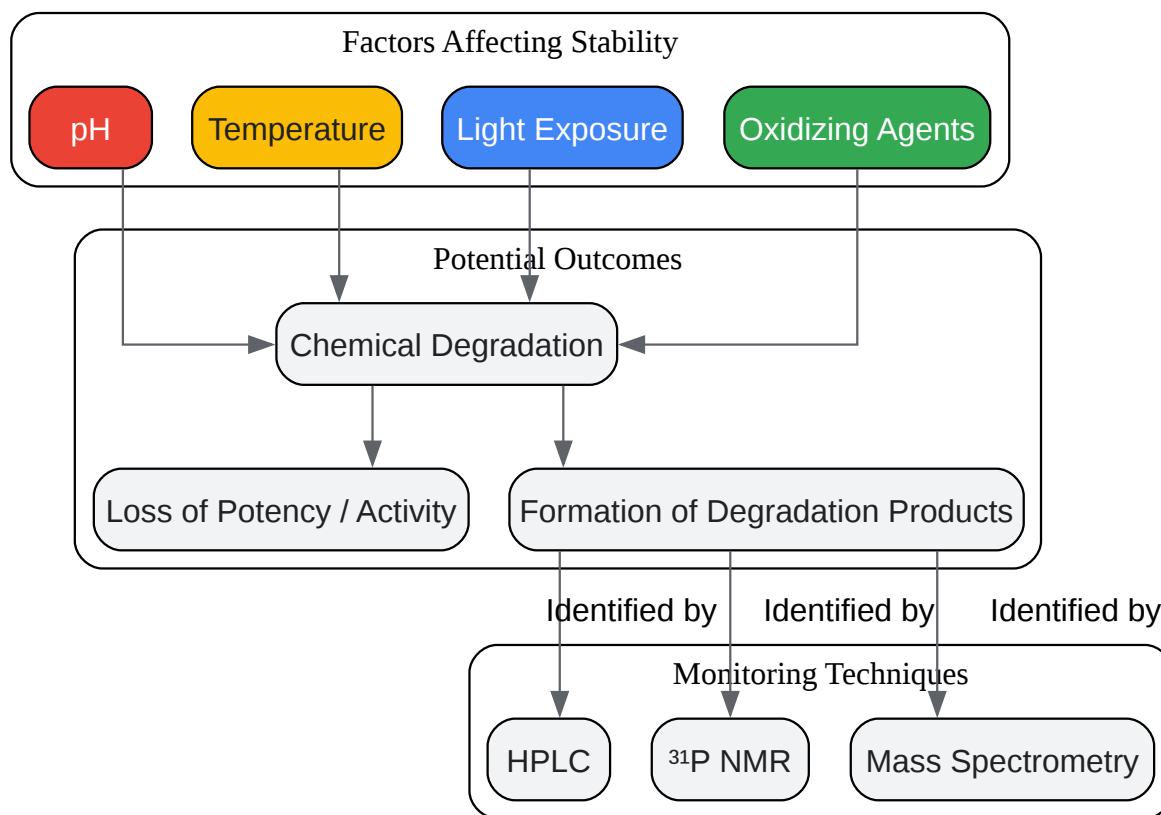 Factors Affecting Stability
pH
Temperature
Light Exposure
Oxidizing Agents
Potential Outcomes
Chemical Degradation
Loss of Potency / Activity
Formation of Degradation Products
Identified by
Identified by
Identified by
Monitoring Techniques
HPLC
³¹P NMR
Mass Spectrometry